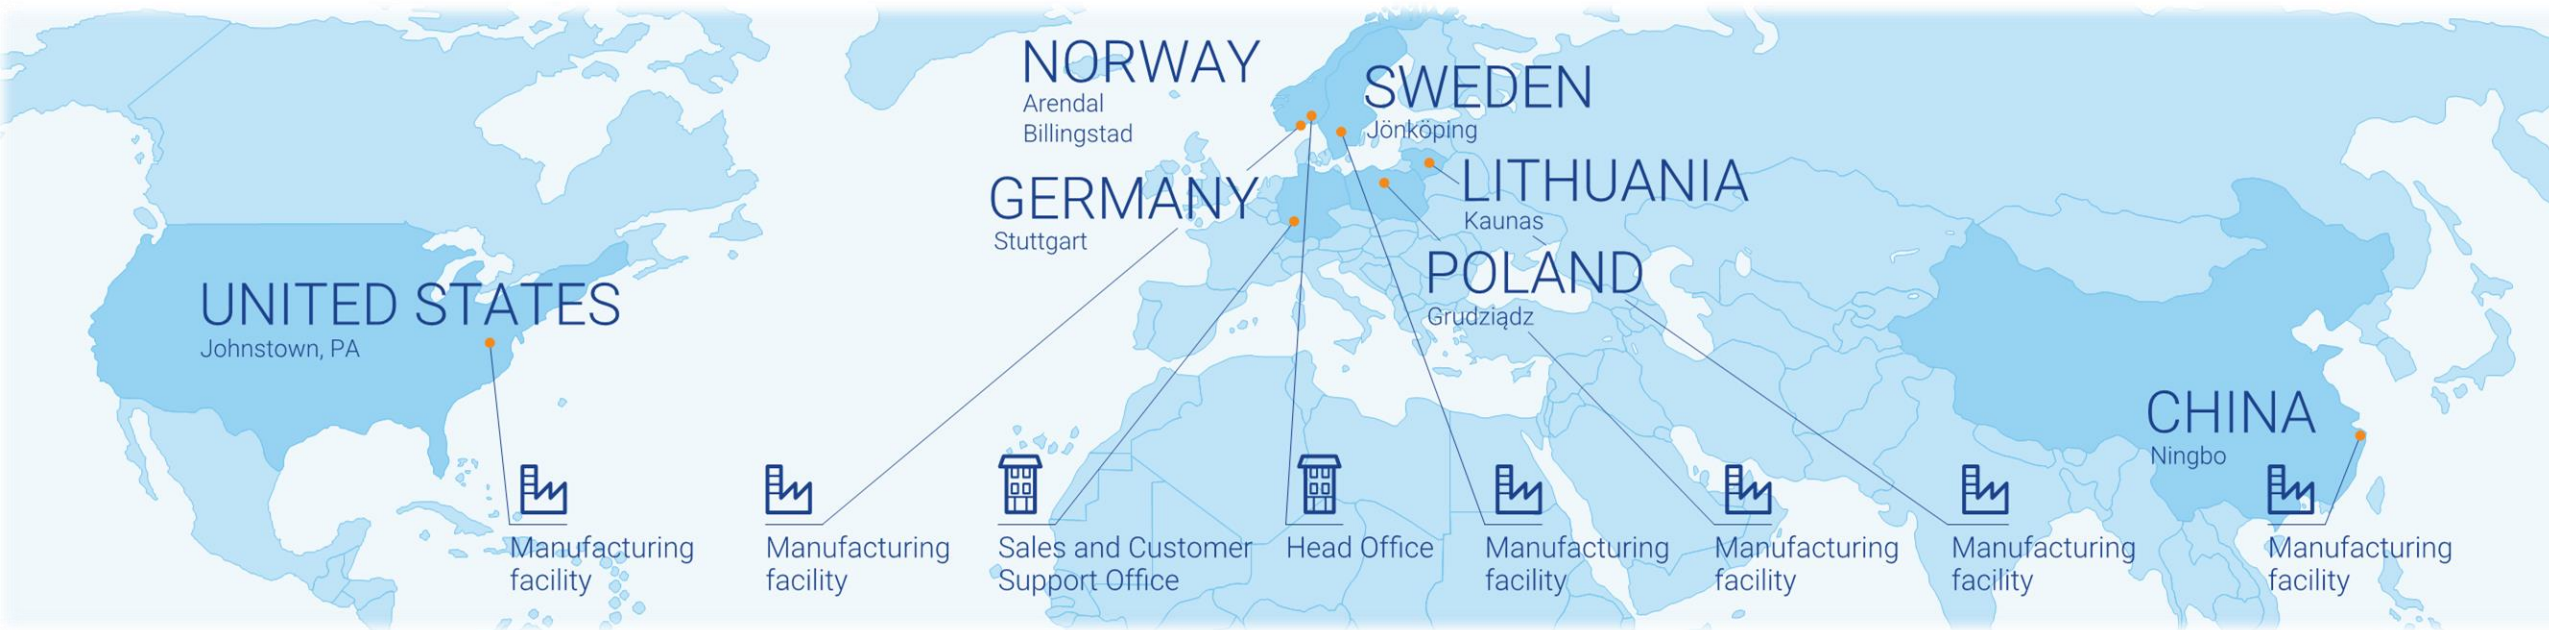 NORWAY
Arendal
Billingstad
SWEDEN
Jönköping
LITHUANIA
Kaunas
GERMANY
Stuttgart
POLAND
Grudziądz
UNITED STATES
Johnstown, PA
CHINA
Ningbo
Manufacturing
facility
Manufacturing
facility
Sales and Customer
Support Office
Head Office
Manufacturing
facility
Manufacturing
facility
Manufacturing
facility
Manufacturing
facility